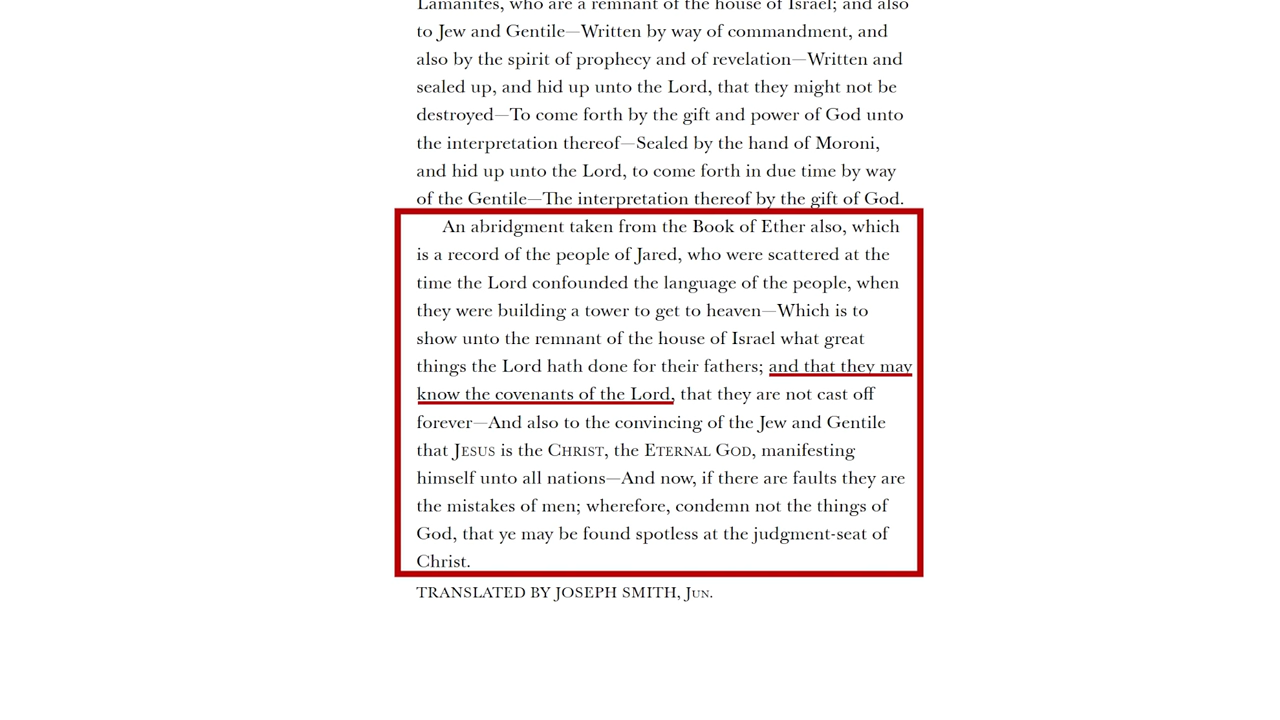 Lamanites, who are a remnant of the house of Israel; and also
to Jew and Gentile—Written by way of commandment, and
also by the spirit of prophecy and of revelation—Written and
sealed up, and hid up unto the Lord, that they might not be
destroyed—To come forth by the gift and power of God unto
the interpretation thereof—Sealed by the hand of Moroni,
and hid up unto the Lord, to come forth in due time by way
of the Gentile—The interpretation thereof by the gift of God.
An abridgment taken from the Book of Ether also, which
is a record of the people of Jared, who were scattered at the
time the Lord confounded the language of the people, when
they were building a tower to get to heaven—Which is to
show unto the remnant of the house of Israel what great
things the Lord hath done for their fathers; and that they may
know the covenants of the Lord, that they are not cast off
forever—And also to the convincing of the Jew and Gentile
that JESUS is the CHRIST, the ETERNAL GOD, manifesting
himself unto all nations—And now, if there are faults they are
the mistakes of men; wherefore, condemn not the things of
God, that ye may be found spotless at the judgment-seat of
Christ.
TRANSLATED BY JOSEPH SMITH, JUN.